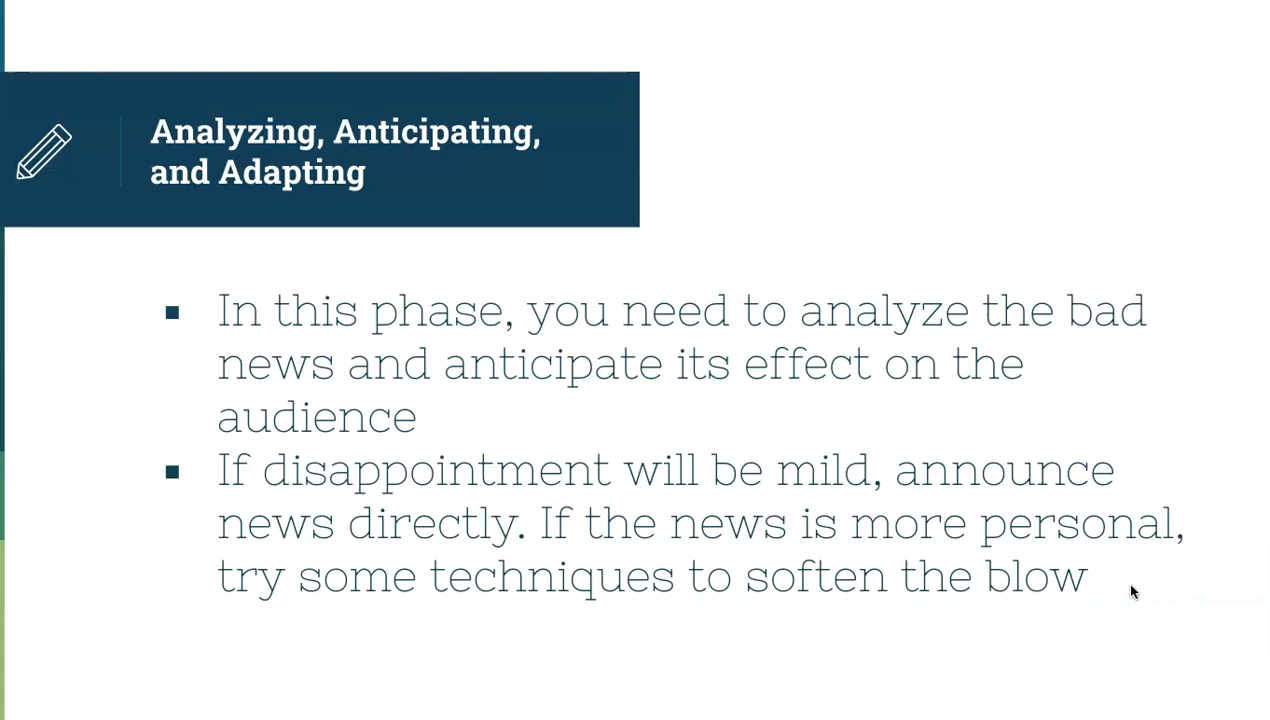 Analyzing, Anticipating,
and Adapting
▪ In this phase, you need to analyze the bad
news and anticipate its effect on the
audience
▪ If disappointment will be mild, announce
news directly. If the news is more personal,
try some techniques to soften the blow